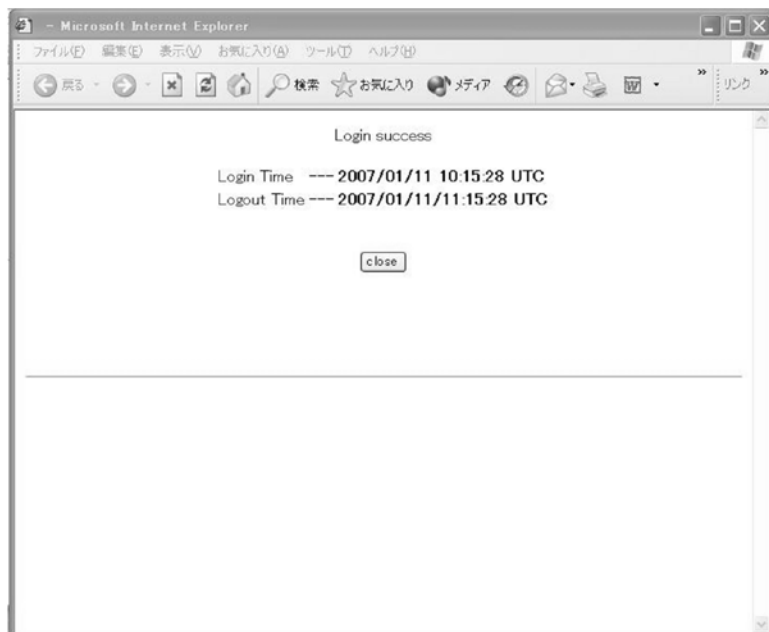 - Microsoft Internet Explorer
ファイル(F) 編集(E) 表示(V) お気に入り(A) ツール(T) ヘルプ(H)
戻る 検索 お気に入り メディア » リンク »
Login success
Login Time --- 2007/01/11 10:15:28 UTC
Logout Time --- 2007/01/11/11:15:28 UTC
close